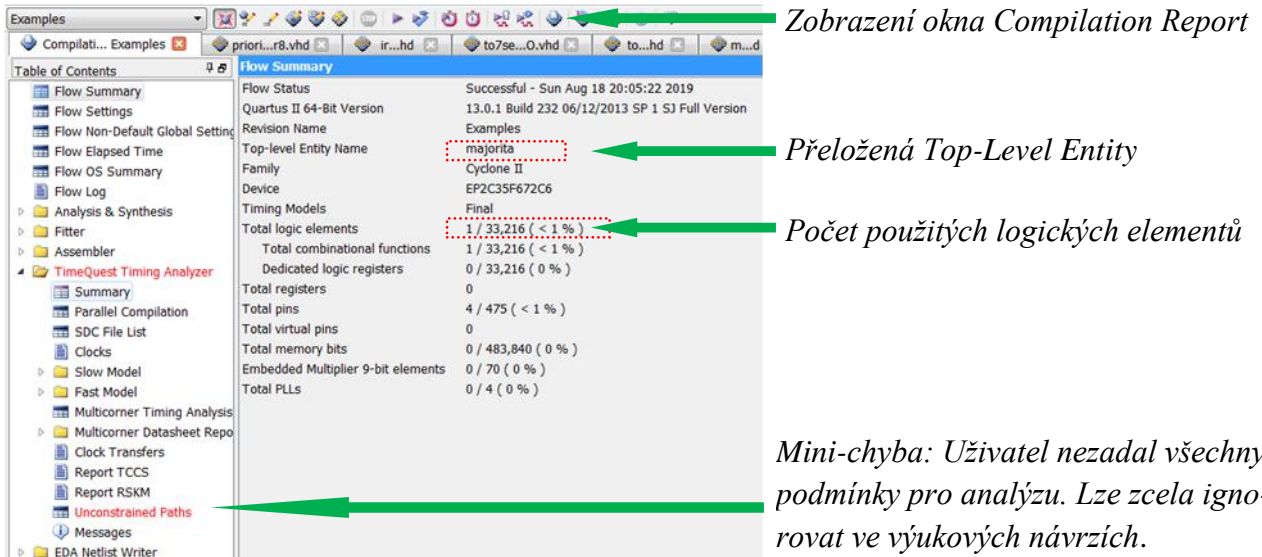 Examples
Zobrazení okna Compilation Report
Compilati... Examples
priori...r8.vhd
ir...hd
to7se...O.vhd
to...hd
m...d
Table of Contents
Flow Summary
Flow Summary
Flow Settings
Flow Non-Default Global Setting
Flow Elapsed Time
Flow OS Summary
Flow Log
Analysis & Synthesis
Fitter
Assembler
TimeQuest Timing Analyzer
Summary
Parallel Compilation
SDC File List
Clocks
Slow Model
Fast Model
Multicorner Timing Analysis
Multicorner Datasheet Repo
Clock Transfers
Report TCCS
Report RSKM
Unconstrained Paths
Messages
EDA Netlist Writer
Flow Status Successful - Sun Aug 18 20:05:22 2019
Quartus II 64-Bit Version 13.0.1 Build 232 06/12/2013 SP 1 SJ Full Version
Revision Name Examples
Top-level Entity Name majorita
Family Cyclone II
Device EP2C35F672C6
Timing Models Final
Total logic elements 1 / 33,216 ( < 1 % )
Total combinational functions 1 / 33,216 ( < 1 % )
Dedicated logic registers 0 / 33,216 ( 0 % )
Total registers 0
Total pins 4 / 475 ( < 1 % )
Total virtual pins 0
Total memory bits 0 / 483,840 ( 0 % )
Embedded Multiplier 9-bit elements 0 / 70 ( 0 % )
Total PLLs 0 / 4 ( 0 % )
Přeložená Top-Level Entity
Počet použitých logických elementů
Mini-chyba: Uživatel nezadal všechny
podmínky pro analýzu. Lze zcela igno-
rovat ve výukových návrzích.